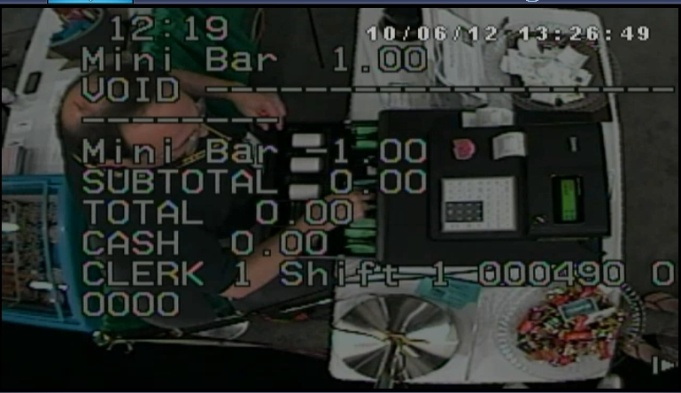 12:19
10/06/12 13:26:49
Mini Bar 1.00
VOID ----------------------
---------
Mini Bar -1.00
SUBTOTAL 0.00
TOTAL 0.00
CASH 0.00
CLERK 1 Shift 1 000490 0
0000